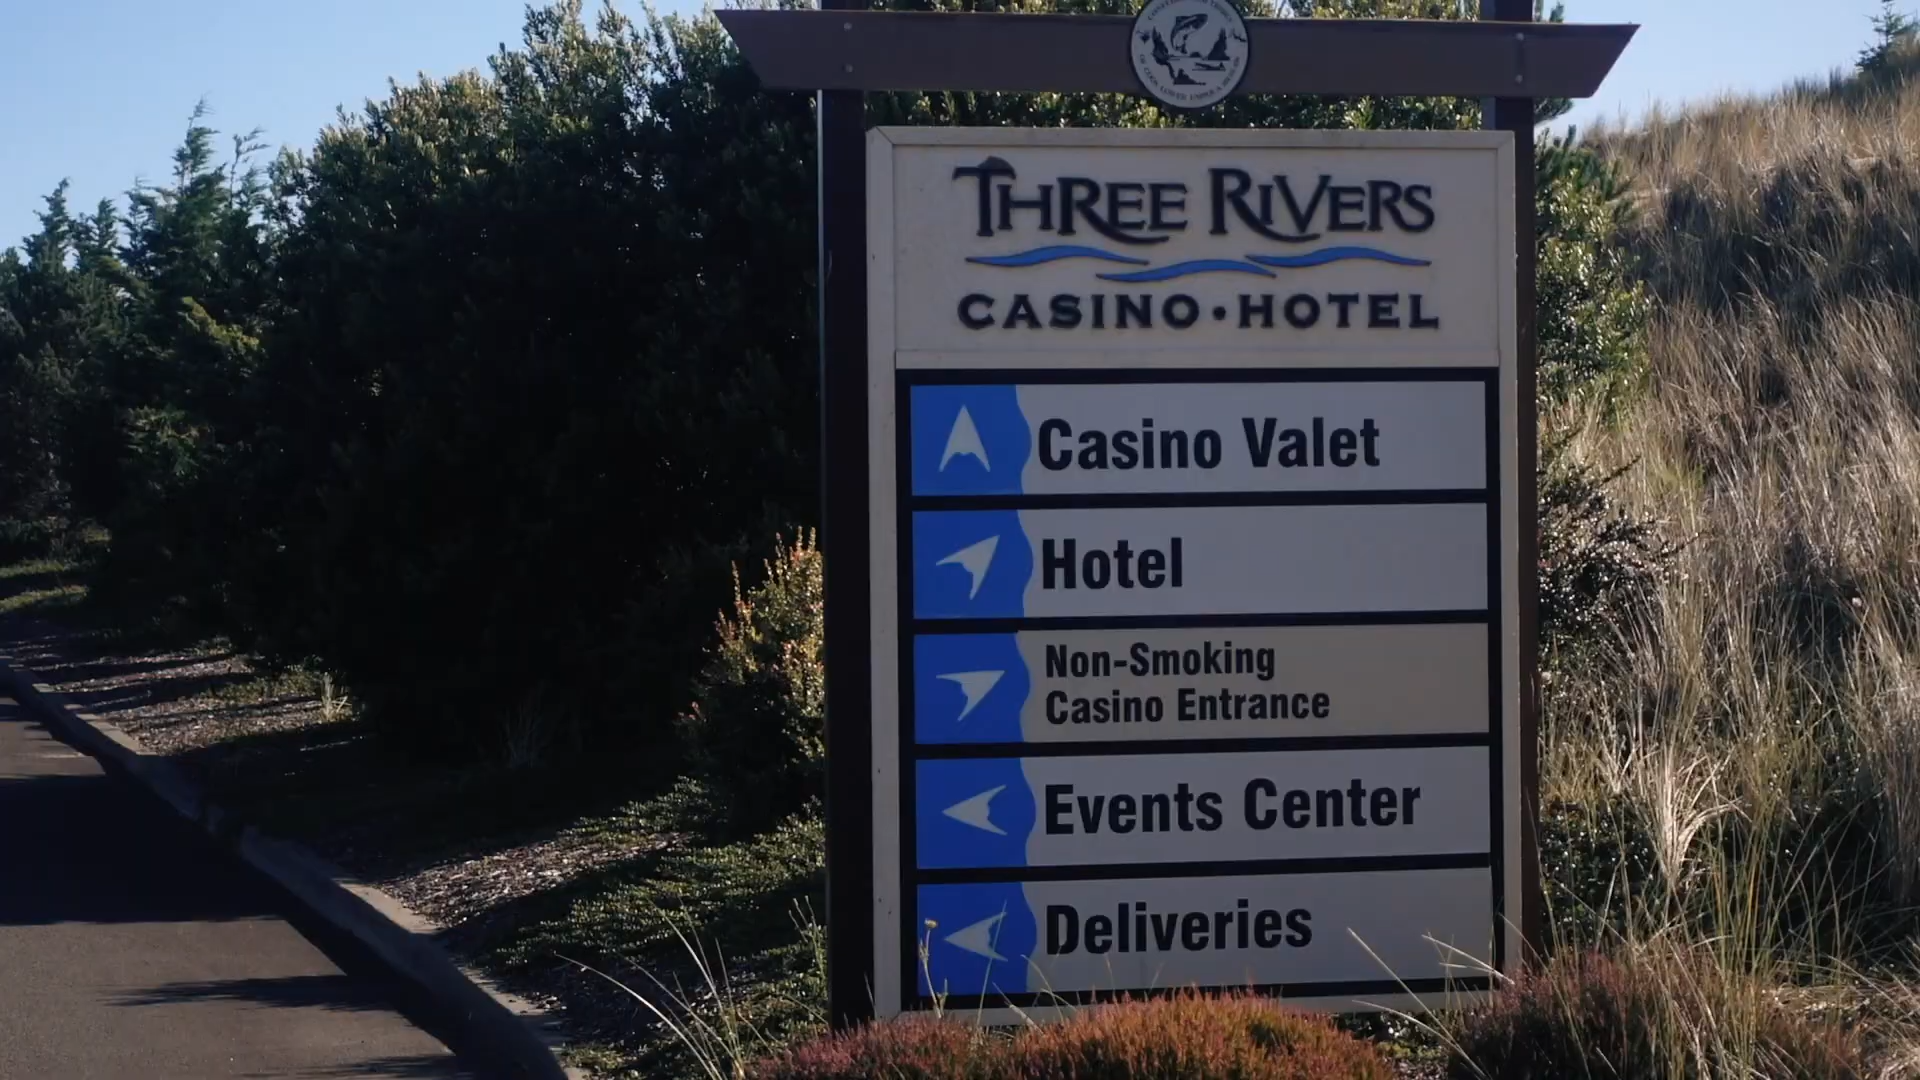 THREE RIVERS
CASINO • HOTEL
Casino Valet
Hotel
Non-Smoking
Casino Entrance
Events Center
Deliveries